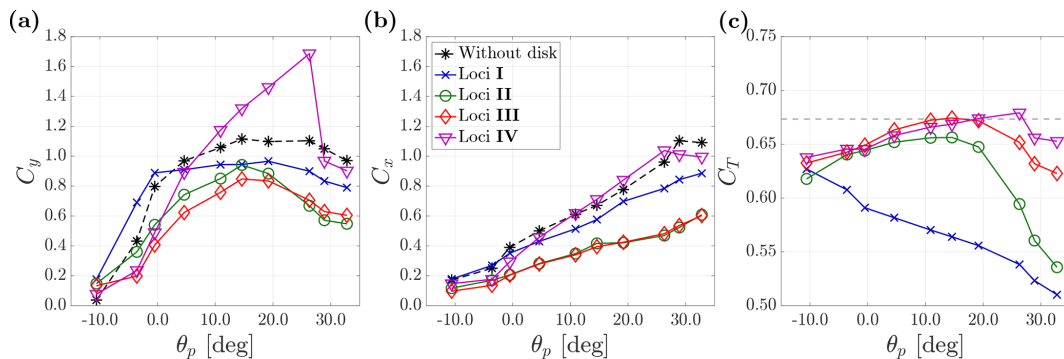 (a)
1.8
1.6
1.4
1.2
1.0
0.8
0.6
0.4
0.2
0.0
C_y
-10.0 0.0 10.0 20.0 30.0
θ_p [deg]
(b)
1.8
1.6
1.4
1.2
1.0
0.8
0.6
0.4
0.2
0.0
C_x
Without disk
Loci I
Loci II
Loci III
Loci IV
-10.0 0.0 10.0 20.0 30.0
θ_p [deg]
(c)
0.75
0.70
0.65
0.60
0.55
0.50
C_T
-10.0 0.0 10.0 20.0 30.0
θ_p [deg]